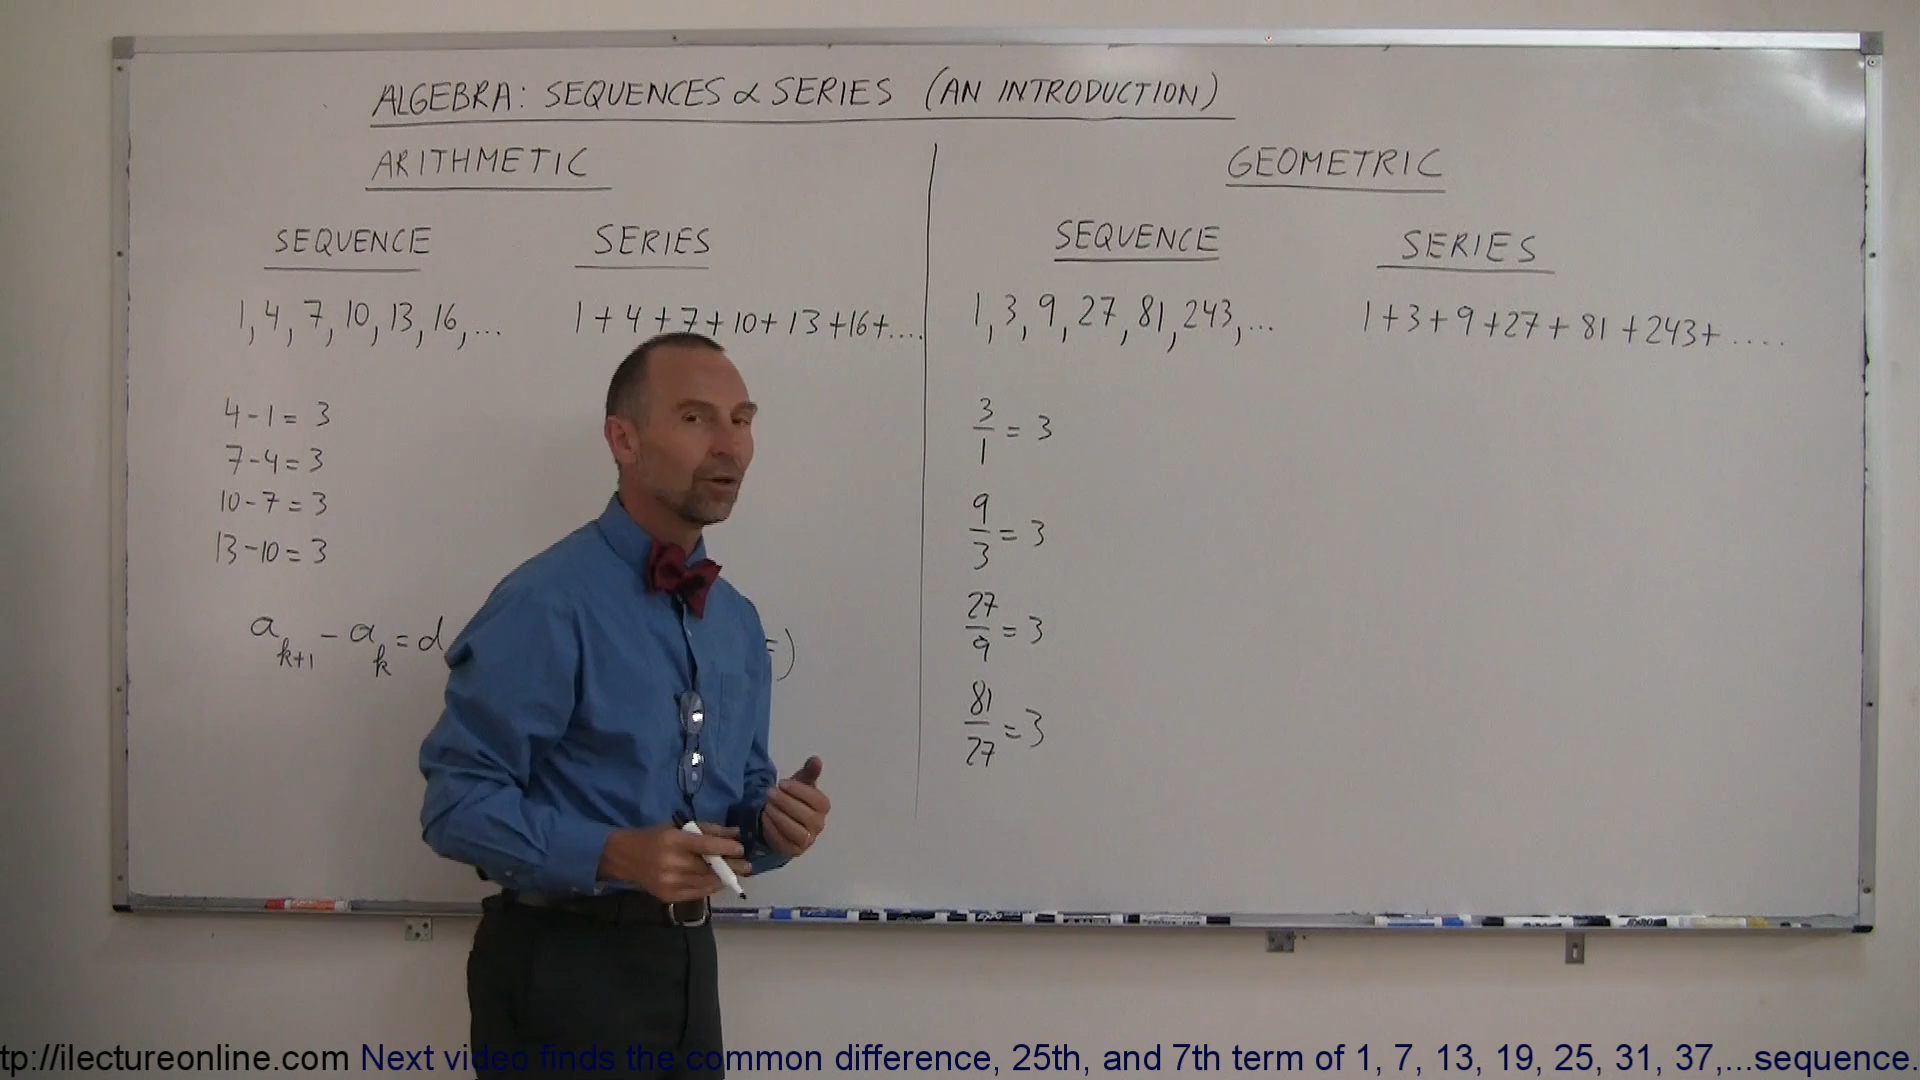 ALGEBRA: SEQUENCES & SERIES (AN INTRODUCTION)
ARITHMETIC
SEQUENCE
1, 4, 7, 10, 13, 16, ...
4 - 1 = 3
7 - 4 = 3
10 - 7 = 3
13 - 10 = 3
a_{k+1} - a_k = d
SERIES
1 + 4 + 7 + 10 + 13 + 16 + ....
GEOMETRIC
SEQUENCE
1, 3, 9, 27, 81, 243, ...
3/1 = 3
9/3 = 3
27/9 = 3
81/27 = 3
SERIES
1 + 3 + 9 + 27 + 81 + 243 + ....
tp://ilectureonline.com Next video finds the common difference, 25th, and 7th term of 1, 7, 13, 19, 25, 31, 37,...sequence.